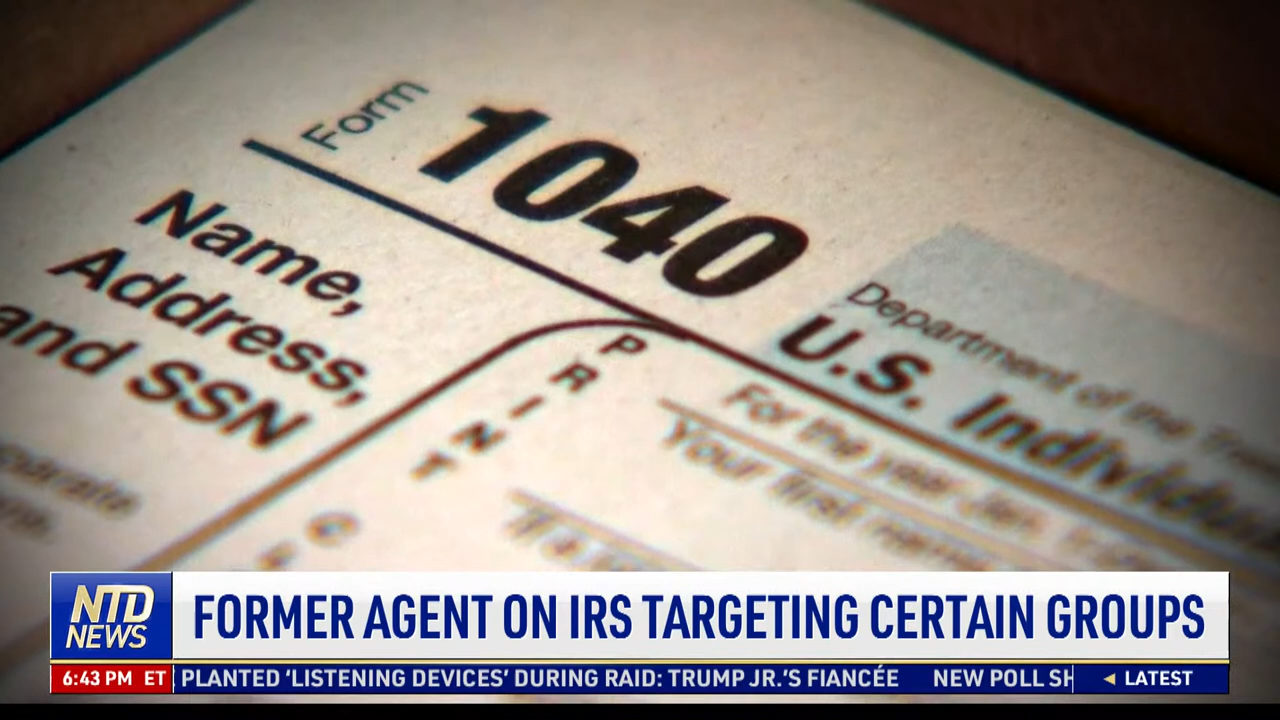 Form
1040
Name,
Address,
and SSN
Department of the
U.S. Individu
For the year Jan.
Your first name
P
R
I
N
T
NTD
NEWS
FORMER AGENT ON IRS TARGETING CERTAIN GROUPS
6:43 PM ET
PLANTED ‘LISTENING DEVICES’ DURING RAID: TRUMP JR.’S FIANCÉE NEW POLL SH
◄ LATEST